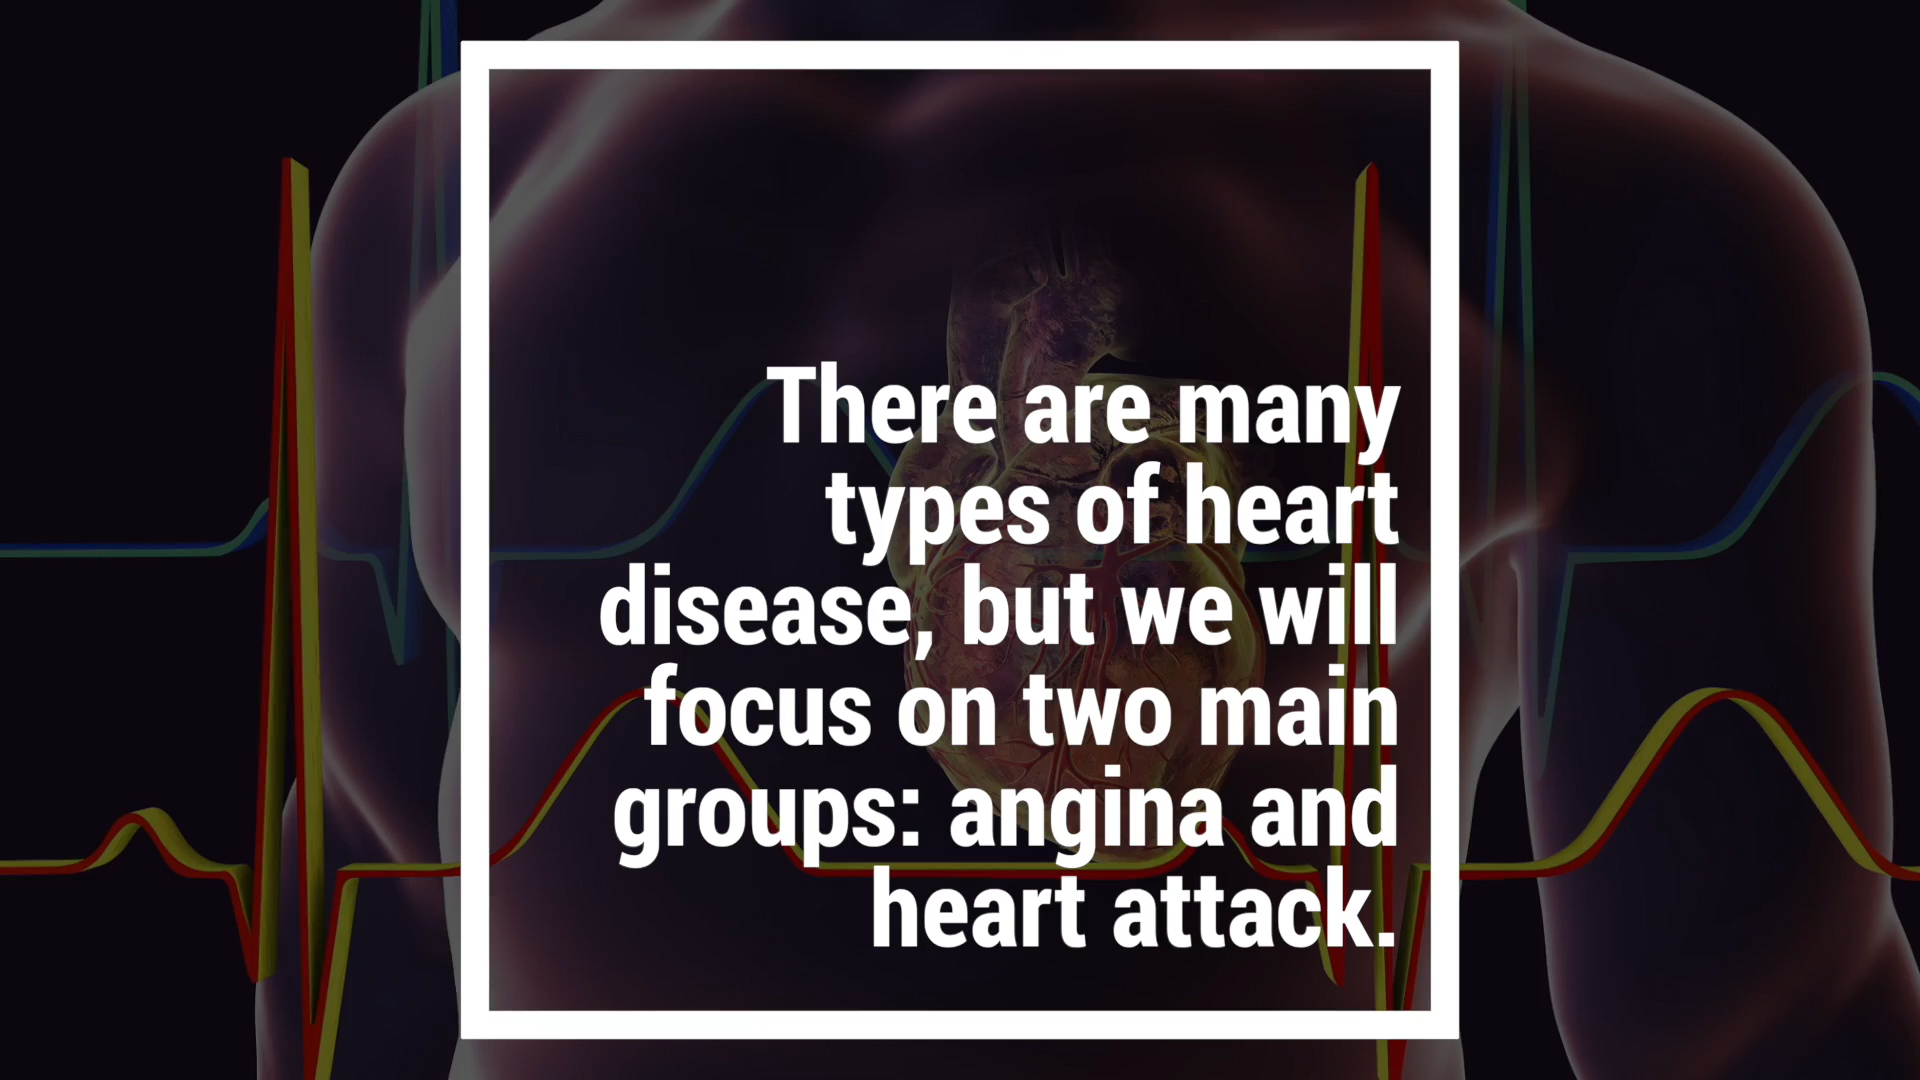 There are many
types of heart
disease, but we will
focus on two main
groups: angina and
heart attack.